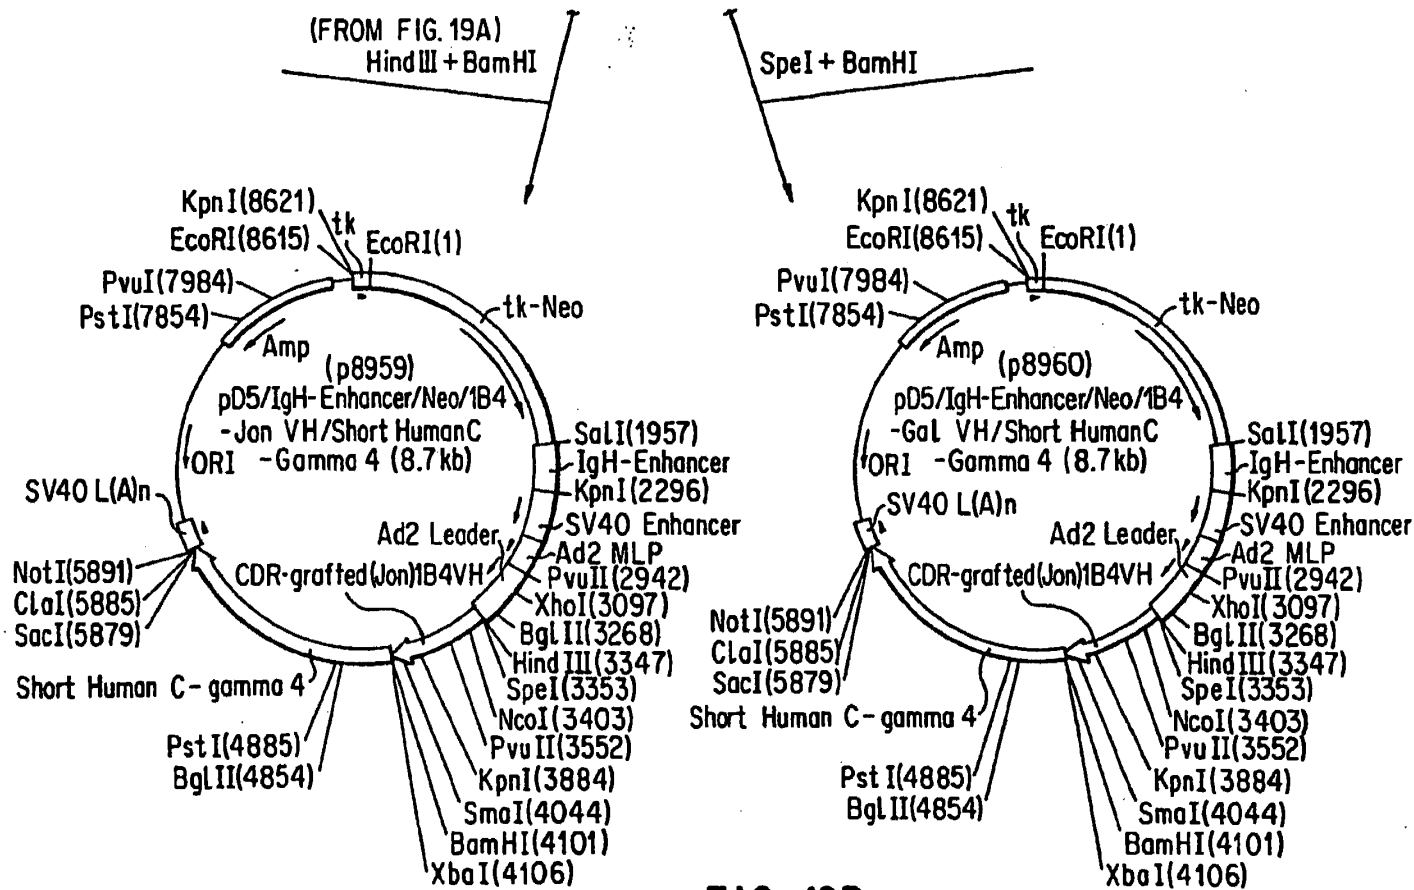 (FROM FIG. 19A)
HindIII + BamHI
SpeI + BamHI
KpnI(8621)
tk
EcoRI(8615)
EcoRI(1)
PvuI(7984)
PstI(7854)
tk-Neo
Amp
(p8959)
pD5/IgH-Enhancer/Neo/1B4
-Jon VH/Short Human C
-Gamma 4 (8.7kb)
ORI
SalI(1957)
IgH-Enhancer
KpnI(2296)
SV40 L(A)n
SV40 Enhancer
Ad2 Leader
Ad2 MLP
PvuII(2942)
NotI(5891)
CDR-grafted(Jon)1B4VH
XhoI(3097)
ClaI(5885)
BglII(3268)
SacI(5879)
HindIII(3347)
Short Human C-gamma 4
SpeI(3353)
NcoI(3403)
PstI(4885)
PvuII(3552)
BglII(4854)
KpnI(3884)
SmaI(4044)
BamHI(4101)
XbaI(4106)
KpnI(8621)
tk
EcoRI(8615)
EcoRI(1)
PvuI(7984)
PstI(7854)
tk-Neo
Amp
(p8960)
pD5/IgH-Enhancer/Neo/1B4
-Gal VH/Short Human C
-Gamma 4 (8.7kb)
ORI
SalI(1957)
IgH-Enhancer
KpnI(2296)
SV40 L(A)n
SV40 Enhancer
Ad2 Leader
Ad2 MLP
PvuII(2942)
CDR-grafted(Jon)1B4VH
XhoI(3097)
NotI(5891)
BglII(3268)
ClaI(5885)
HindIII(3347)
SacI(5879)
SpeI(3353)
Short Human C-gamma 4
NcoI(3403)
PvuII(3552)
PstI(4885)
KpnI(3884)
BglII(4854)
SmaI(4044)
BamHI(4101)
XbaI(4106)